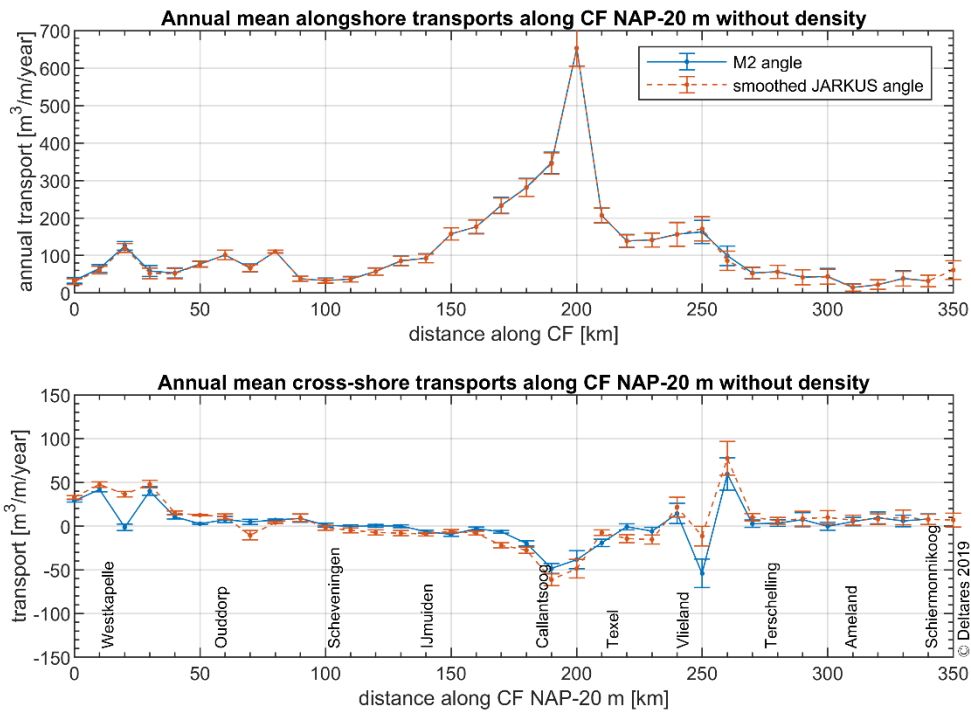 Annual mean alongshore transports along CF NAP-20 m without density
annual transport [m³/m/year]
700
600
500
400
300
200
100
0
M2 angle
smoothed JARKUS angle
0 50 100 150 200 250 300 350
distance along CF [km]
Annual mean cross-shore transports along CF NAP-20 m without density
transport [m³/m/year]
150
100
50
0
-50
-100
-150
Westkapelle
Ouddorp
Scheveningen
IJmuiden
Callantsoog
Texel
Vlieland
Terschelling
Ameland
Schiermonnikoog
© Deltares 2019
0 50 100 150 200 250 300 350
distance along CF NAP-20 m [km]